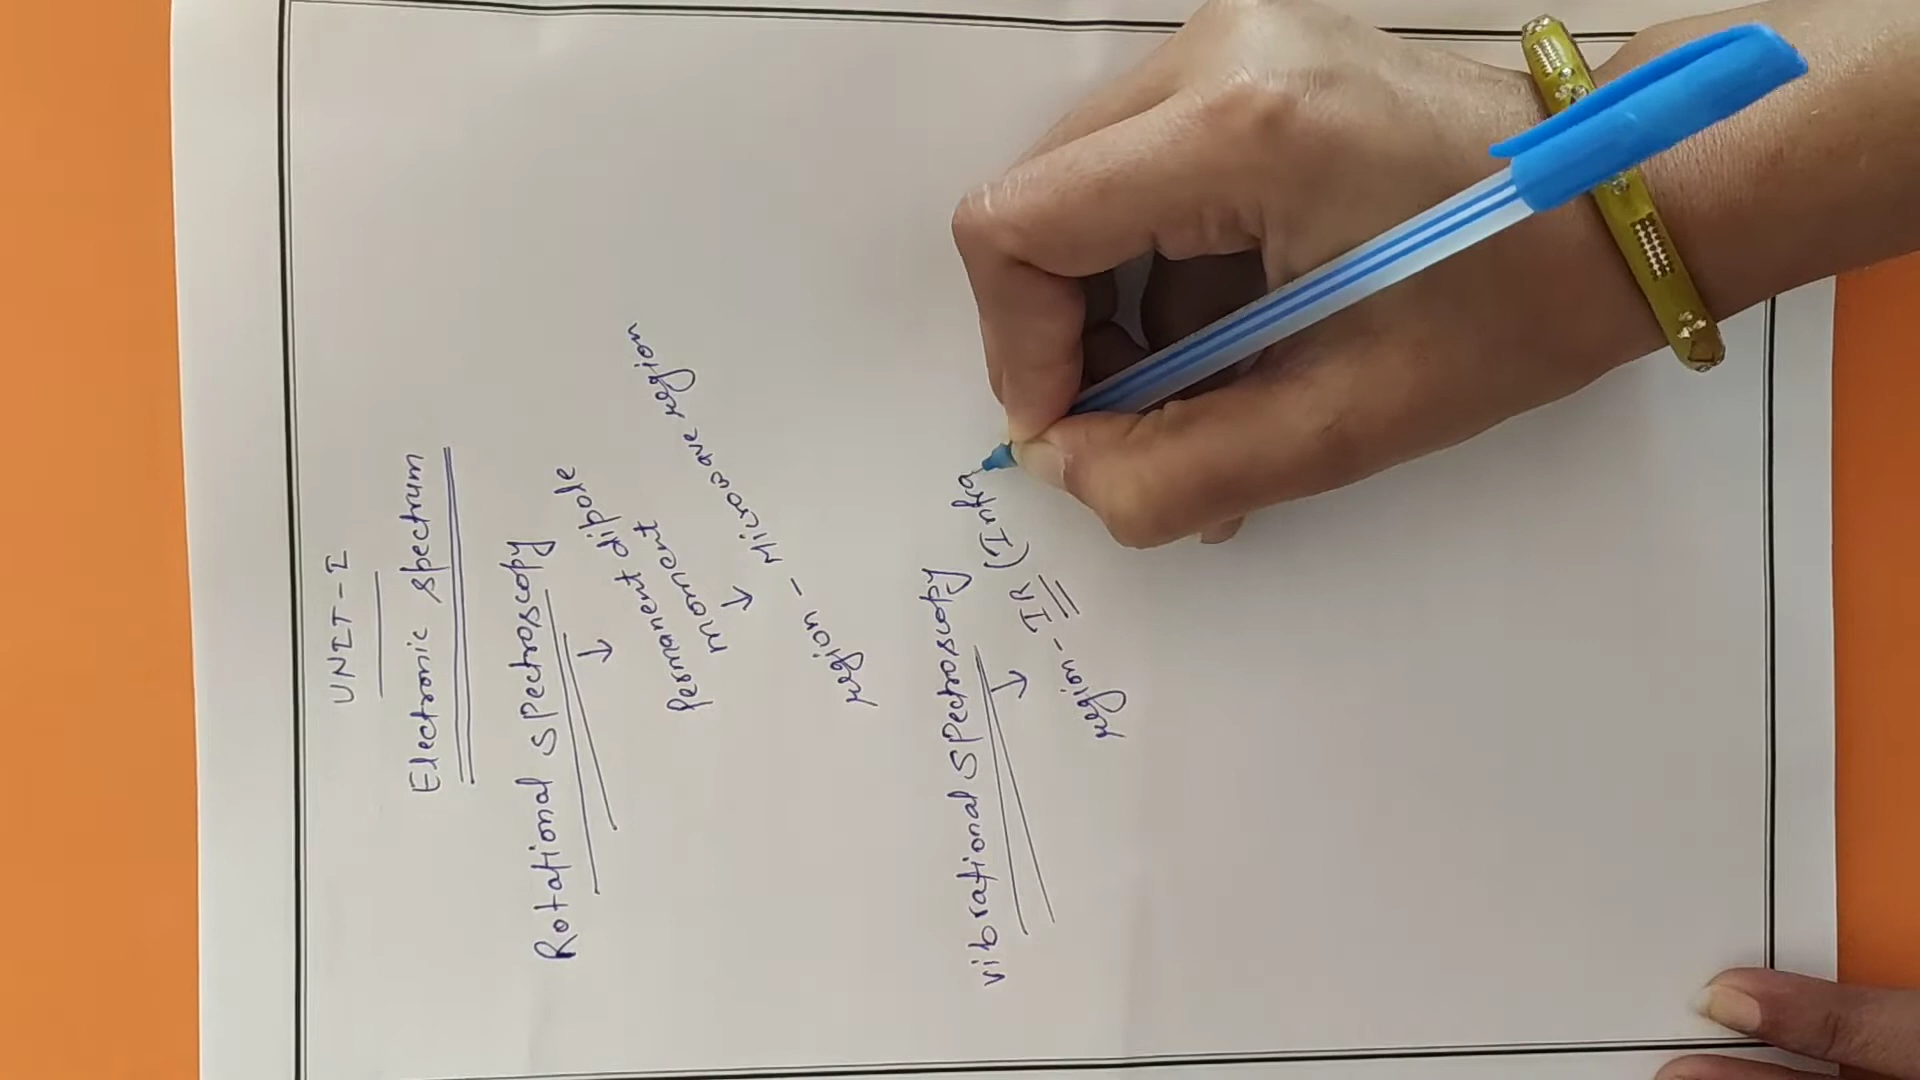 UNIT-I
Electronic spectrum
Rotational spectroscopy
↓
Permanent dipole
moment
↓
region - Microwave region
vibrational spectroscopy
↓
region - IR (Infra